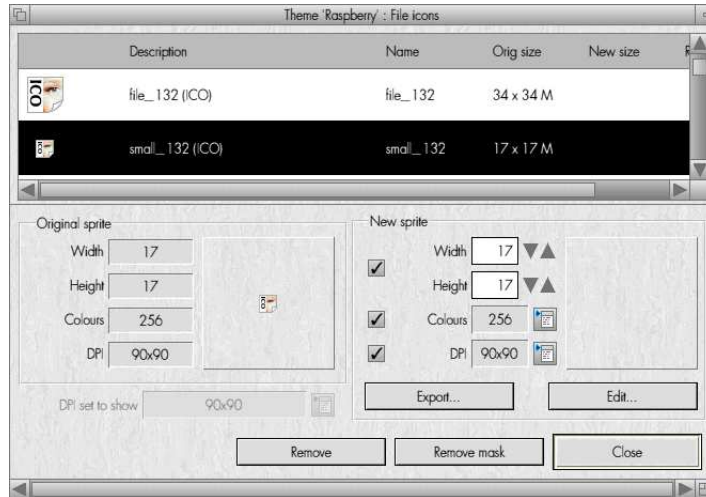 Theme 'Raspberry' : File icons
Description Name Orig size New size
ICO file_132 (ICO) file_132 34 x 34 M
small_132 (ICO) small_132 17 x 17 M
Original sprite
Width 17
Height 17
Colours 256
DPI 90x90
DPI set to show 90x90
New sprite
Width 17
Height 17
Colours 256
DPI 90x90
Export... Edit...
Remove Remove mask Close